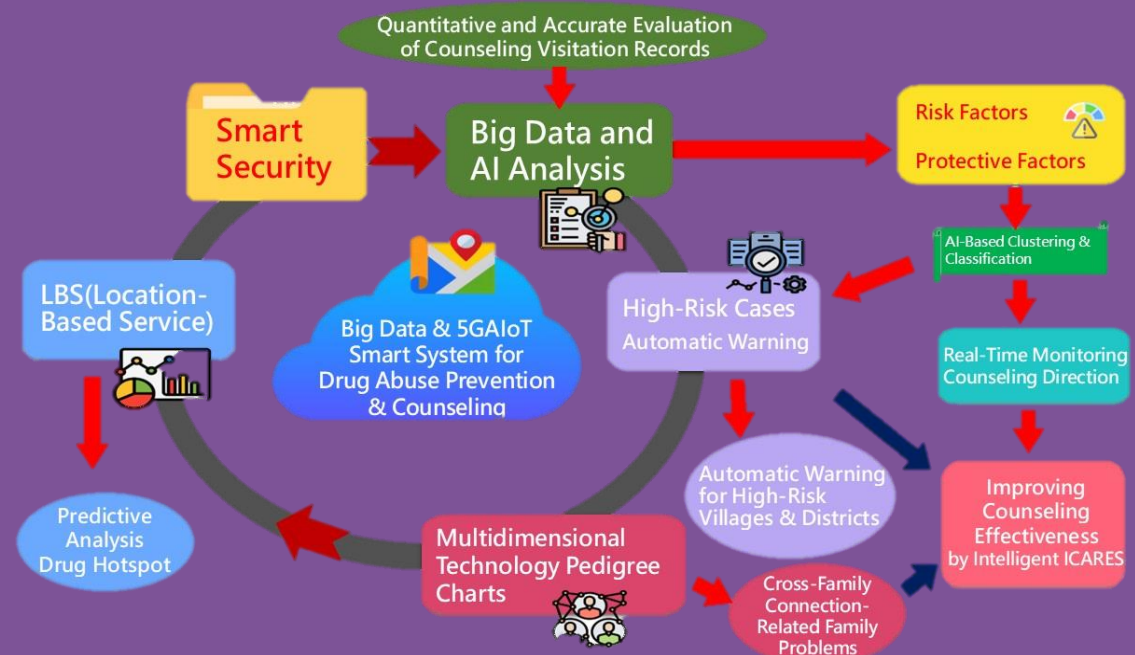 Quantitative and Accurate Evaluation
of Counseling Visitation Records
Smart
Security
Big Data and
AI Analysis
Risk Factors
Protective Factors
AI-Based Clustering &
Classification
LBS(Location-
Based Service)
Big Data & 5GAIoT
Smart System for
Drug Abuse Prevention
& Counseling
High-Risk Cases
Automatic Warning
Real-Time Monitoring
Counseling Direction
Automatic Warning
for High-Risk
Villages & Districts
Improving
Counseling
Effectiveness
by Intelligent ICARES
Predictive
Analysis
Drug Hotspot
Multidimensional
Technology Pedigree
Charts
Cross-Family
Connection-
Related Family
Problems